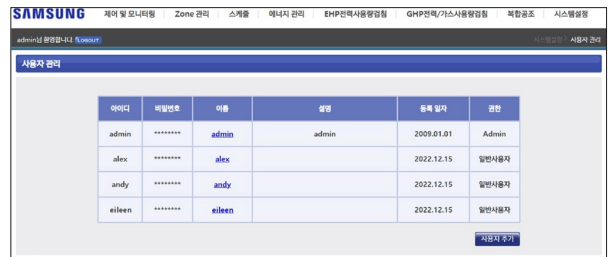 SAMSUNG 제어 및 모니터링 Zone 관리 스케줄 에너지 관리 EHP전력사용량검침 GHP전력/가스사용량검침 복합공조 시스템설정
admin님 환영합니다. LOGOUT 시스템설정 > 사용자 관리
사용자 관리
아이디 비밀번호 이름 설명 등록 일자 권한
admin ******** admin admin 2009.01.01 Admin
alex ******** alex 2022.12.15 일반사용자
andy ******** andy 2022.12.15 일반사용자
eileen ******** eileen 2022.12.15 일반사용자
사용자 추가